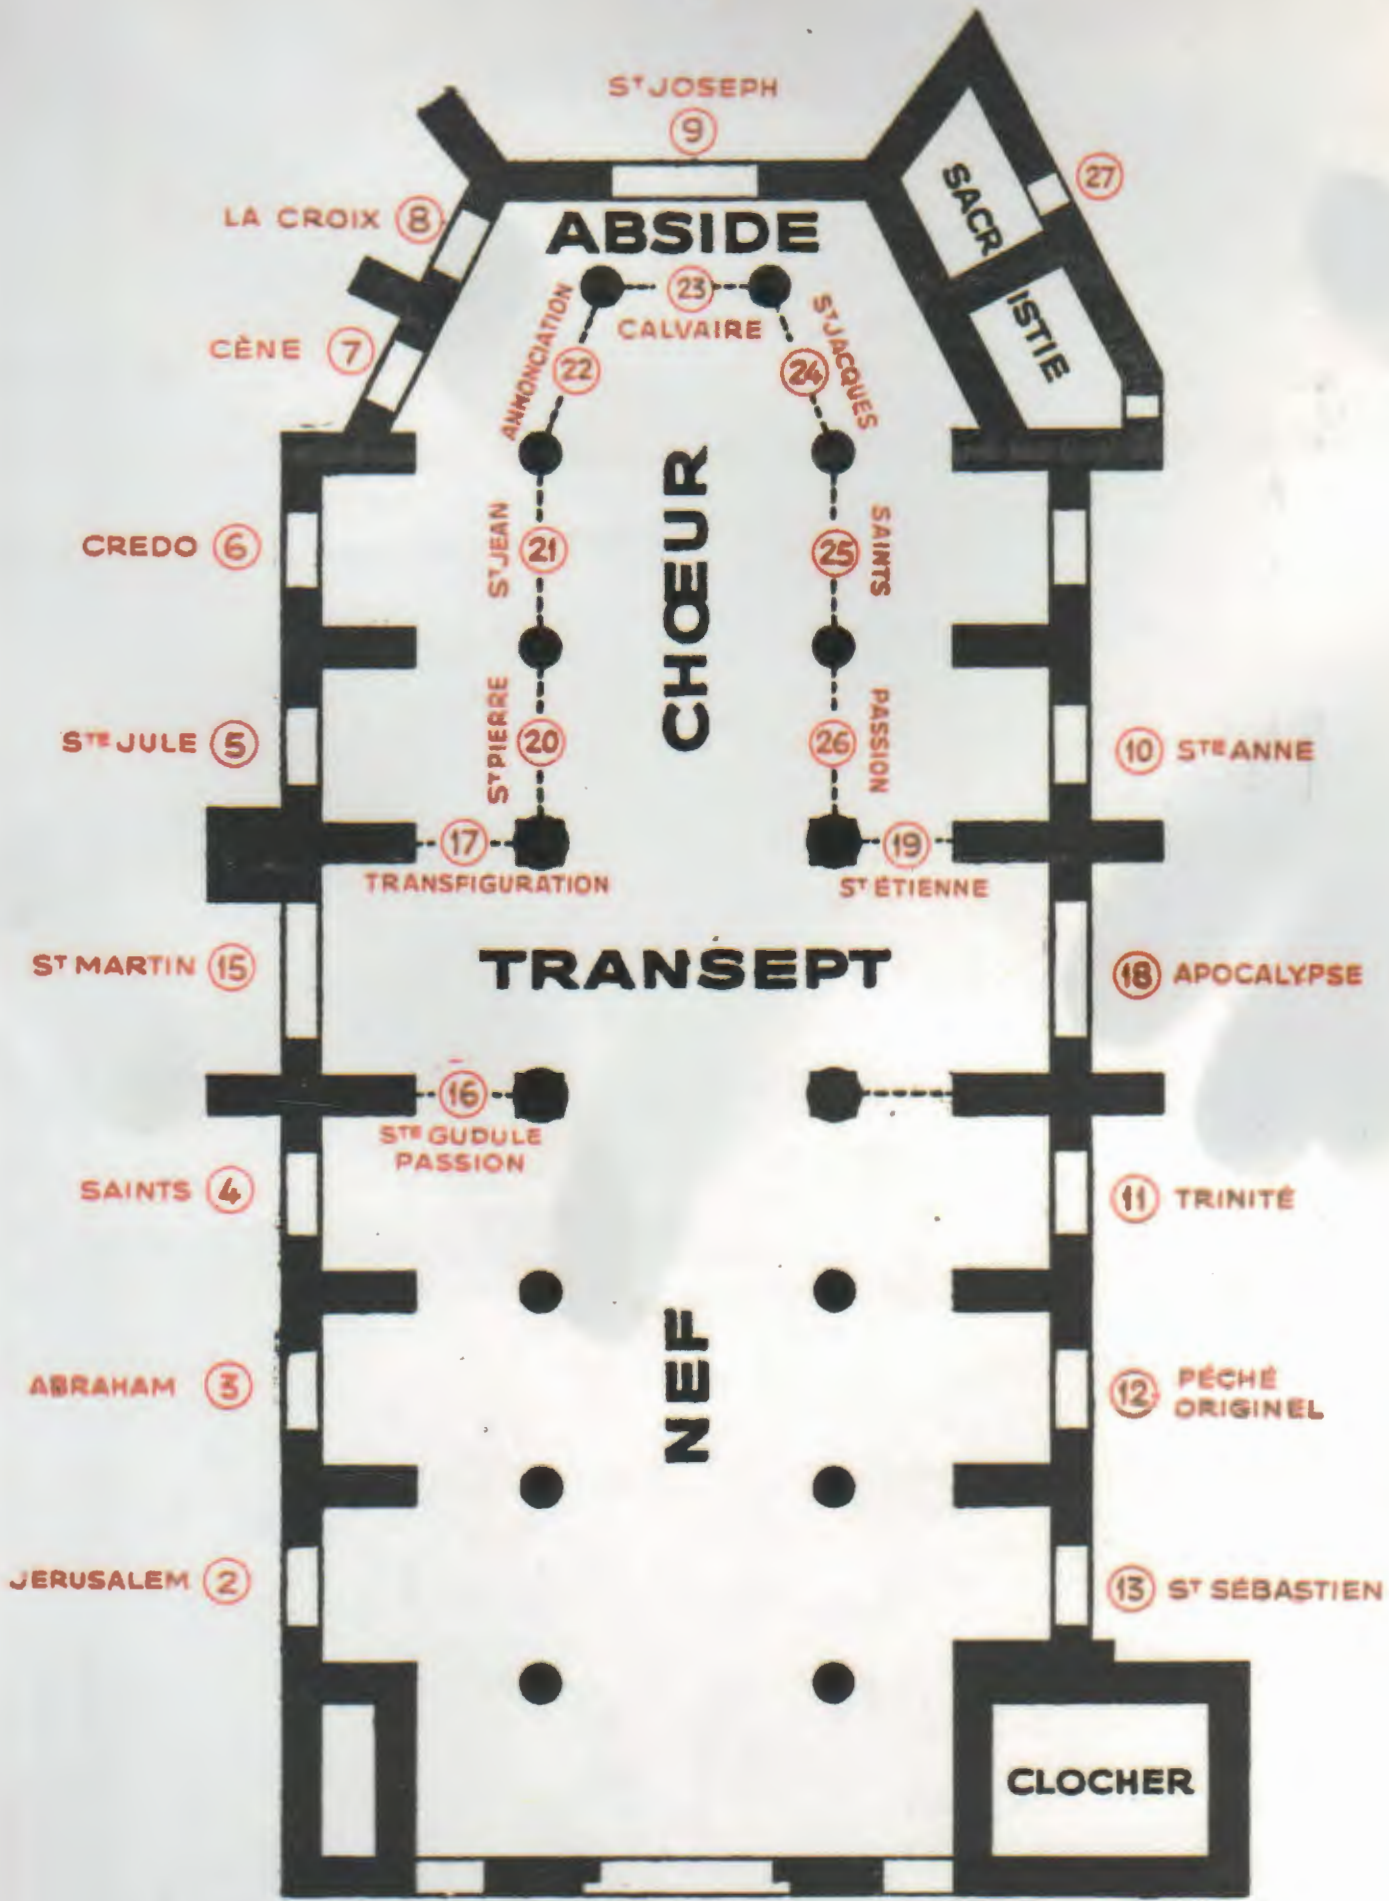 ST JOSEPH
9
27
SACR
ISTIE
LA CROIX 8
ABSIDE
23
CALVAIRE
CÈNE 7
ANNONCIATION
22
ST JACQUES
24
CHŒUR
CREDO 6
ST JEAN
21
25
SAINTS
STE JULE 5
ST PIERRE
20
26
PASSION
10 STE ANNE
17
TRANSFIGURATION
19
ST ÉTIENNE
ST MARTIN 15
TRANSEPT
18 APOCALYPSE
16
STE GUDULE
PASSION
SAINTS 4
11 TRINITÉ
NEF
ABRAHAM 3
12 PÉCHÉ
ORIGINEL
JERUSALEM 2
13 ST SÉBASTIEN
CLOCHER